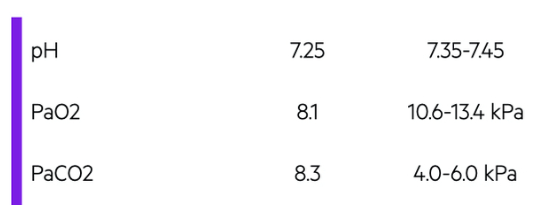 pH 7.25 7.35-7.45
PaO2 8.1 10.6-13.4 kPa
PaCO2 8.3 4.0-6.0 kPa